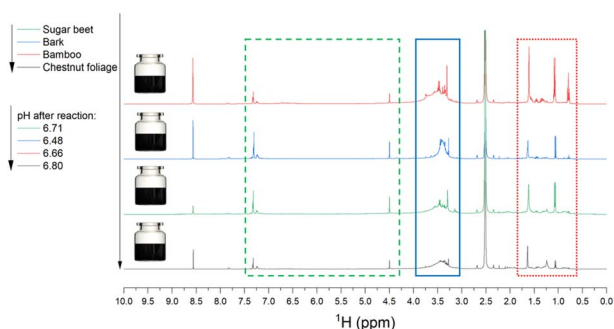 Sugar beet
Bark
Bamboo
Chestnut foliage
pH after reaction:
6.71
6.48
6.66
6.80
10.0 9.5 9.0 8.5 8.0 7.5 7.0 6.5 6.0 5.5 5.0 4.5 4.0 3.5 3.0 2.5 2.0 1.5 1.0 0.5 0.0
¹H (ppm)